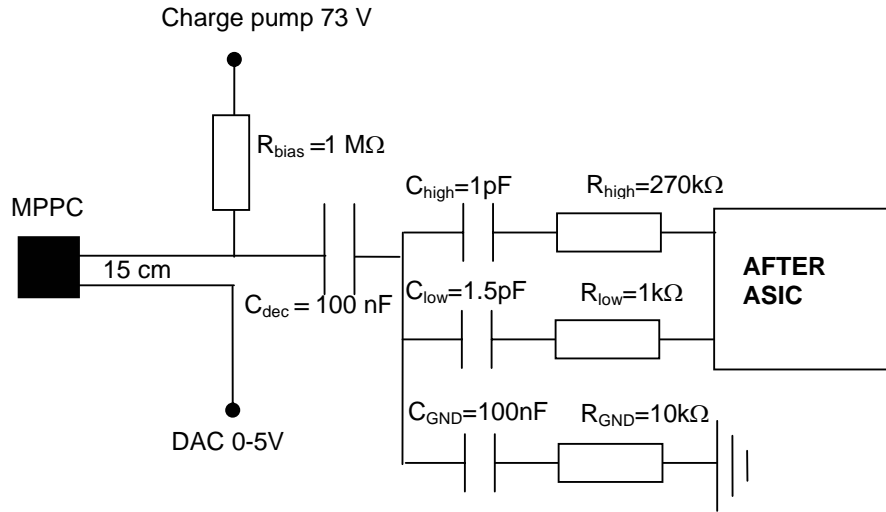 Charge pump 73 V
R_bias =1 MΩ
C_high=1pF
R_high=270kΩ
MPPC
15 cm
AFTER
ASIC
C_dec = 100 nF
C_low=1.5pF
R_low=1kΩ
C_GND=100nF
R_GND=10kΩ
DAC 0-5V